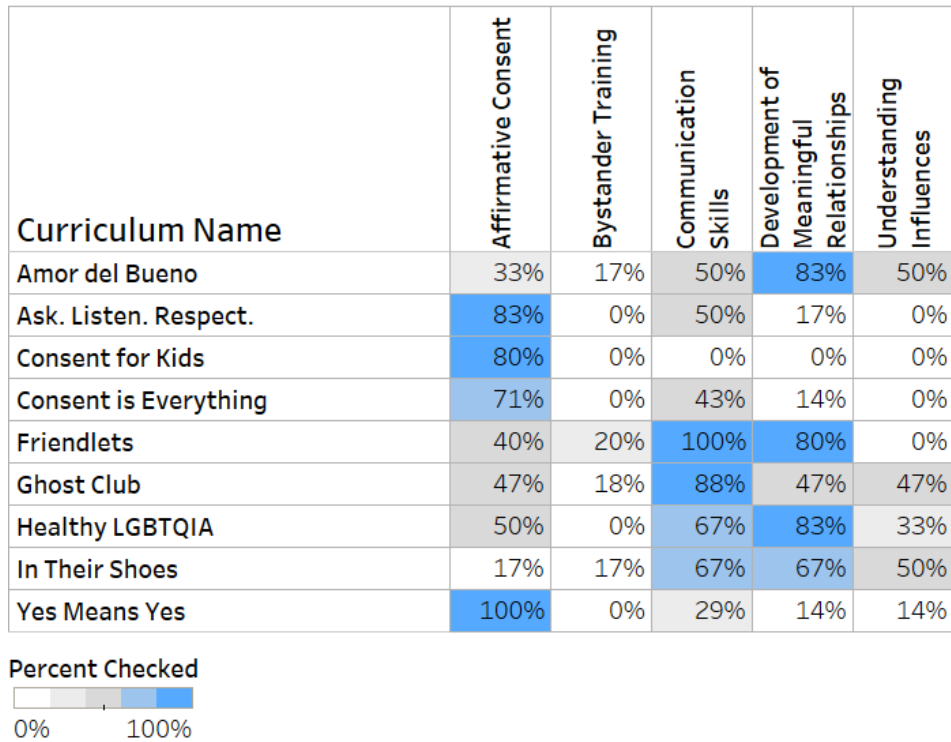 Curriculum Name
Affirmative Consent
Bystander Training
Communication
Skills
Development of
Meaningful
Relationships
Understanding
Influences
Amor del Bueno 33% 17% 50% 83% 50%
Ask. Listen. Respect. 83% 0% 50% 17% 0%
Consent for Kids 80% 0% 0% 0% 0%
Consent is Everything 71% 0% 43% 14% 0%
Friendlets 40% 20% 100% 80% 0%
Ghost Club 47% 18% 88% 47% 47%
Healthy LGBTQIA 50% 0% 67% 83% 33%
In Their Shoes 17% 17% 67% 67% 50%
Yes Means Yes 100% 0% 29% 14% 14%
Percent Checked
0% 100%